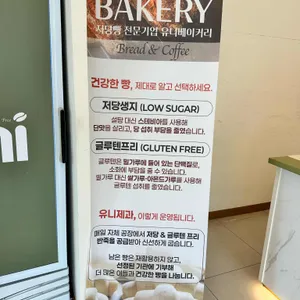 BAKERY
저당빵 전문기업 유니베이커리
Bread & Coffee
건강한 빵, 제대로 알고 선택하세요.
저당생지 (LOW SUGAR)
설탕 대신 스테비아를 사용해
단맛을 살리고, 당 섭취 부담을 줄였습니다.
글루텐프리 (GLUTEN FREE)
글루텐은 밀가루에 들어 있는 단백질로,
소화에 부담을 줄 수 있습니다.
밀가루 대신 쌀가루·아몬드가루를 사용해
글루텐 섭취를 줄였습니다.
유니제과, 이렇게 운영됩니다.
매일 자체 공장에서 저당 & 글루텐 프리
반죽을 공급받아 신선하게 굽습니다.
남은 빵은 재활용하지 않고,
선정된 기관에 기부해
더 많은 이들과 건강한 빵을 나눕니다.
ni